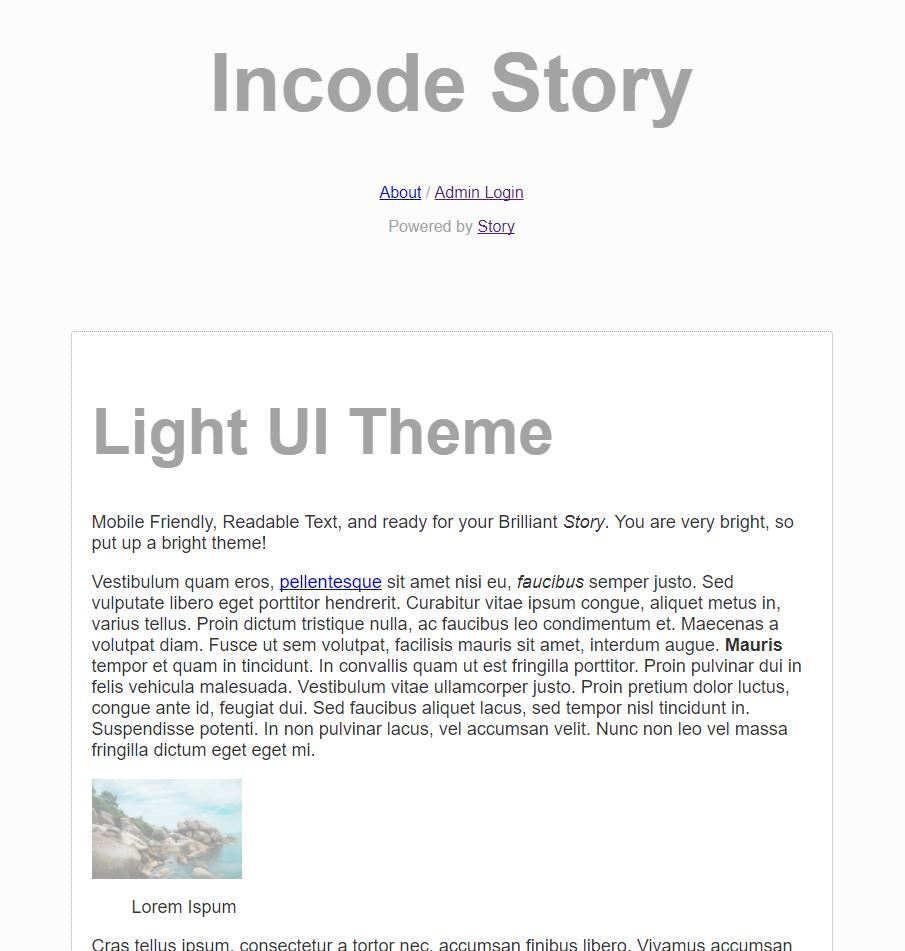 Incode Story
About / Admin Login
Powered by Story
Light UI Theme
Mobile Friendly, Readable Text, and ready for your Brilliant Story. You are very bright, so
put up a bright theme!
Vestibulum quam eros, pellentesque sit amet nisi eu, faucibus semper justo. Sed
vulputate libero eget porttitor hendrerit. Curabitur vitae ipsum congue, aliquet metus in,
varius tellus. Proin dictum tristique nulla, ac faucibus leo condimentum et. Maecenas a
volutpat diam. Fusce ut sem volutpat, facilisis mauris sit amet, interdum augue. Mauris
tempor et quam in tincidunt. In convallis quam ut est fringilla porttitor. Proin pulvinar dui in
felis vehicula malesuada. Vestibulum vitae ullamcorper justo. Proin pretium dolor luctus,
congue ante id, feugiat dui. Sed faucibus aliquet lacus, sed tempor nisl tincidunt in.
Suspendisse potenti. In non pulvinar lacus, vel accumsan velit. Nunc non leo vel massa
fringilla dictum eget eget mi.
Lorem Ispum
Cras tellus ipsum, consectetur a tortor nec, accumsan finibus libero. Vivamus accumsan